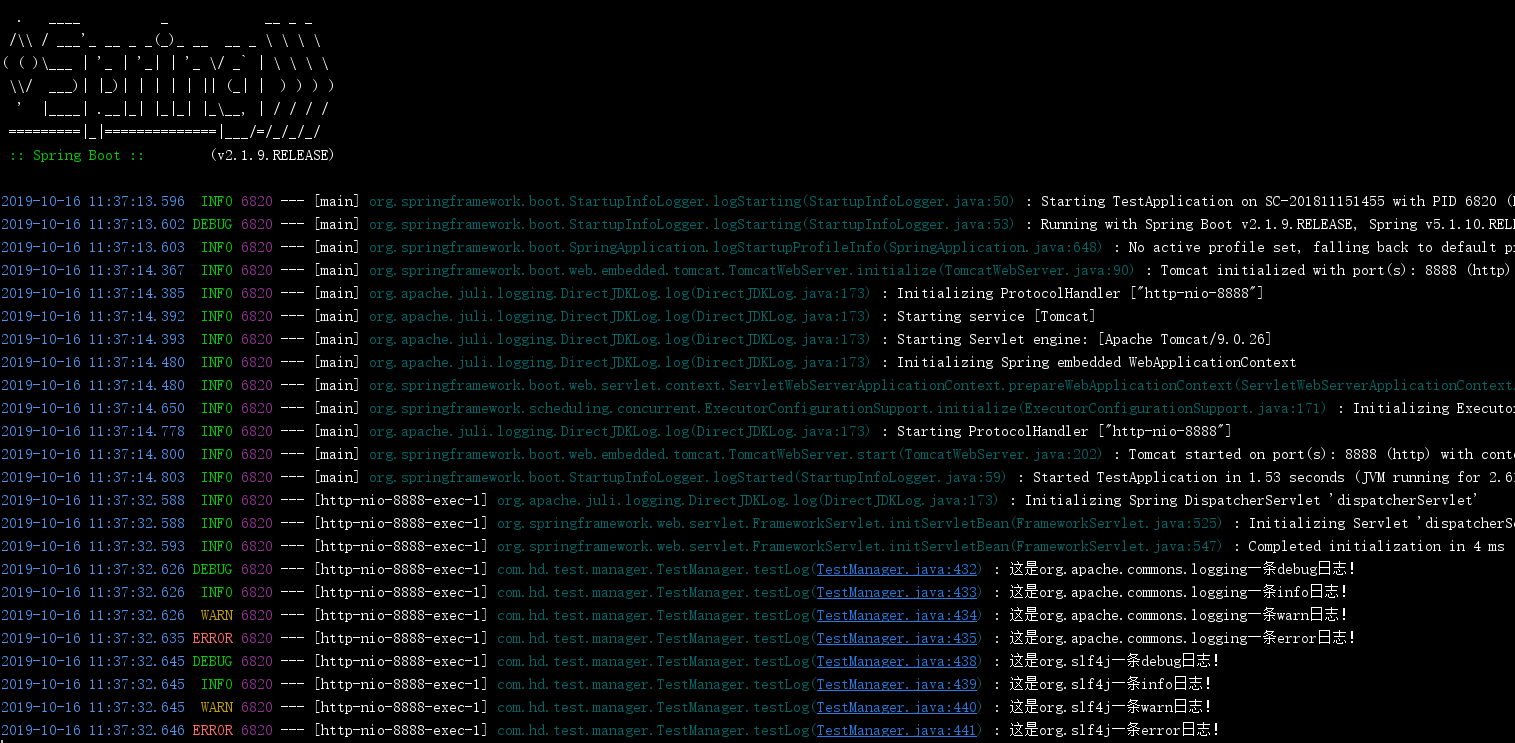 .   ____          _            __ _ _
 /\\ / ___'_ __ _ _(_)_ __  __ _ \ \ \ \
( ( )\___ | '_ | '_| | '_ \/ _` | \ \ \ \
 \\/  ___)| |_)| | | | | || (_| |  ) ) ) )
  '  |____| .__|_| |_|_| |_\__, | / / / /
 =========|_|==============|___/=/_/_/_/
 :: Spring Boot ::        (v2.1.9.RELEASE)
2019-10-16 11:37:13.596  INFO 6820 --- [main] org.springframework.boot.StartupInfoLogger.logStarting(StartupInfoLogger.java:50) : Starting TestApplication on SC-201811151455 with PID 6820 (
2019-10-16 11:37:13.602 DEBUG 6820 --- [main] org.springframework.boot.StartupInfoLogger.logStarting(StartupInfoLogger.java:53) : Running with Spring Boot v2.1.9.RELEASE, Spring v5.1.10.REL
2019-10-16 11:37:13.603  INFO 6820 --- [main] org.springframework.boot.SpringApplication.logStartupProfileInfo(SpringApplication.java:648) : No active profile set, falling back to default p
2019-10-16 11:37:14.367  INFO 6820 --- [main] org.springframework.boot.web.embedded.tomcat.TomcatWebServer.initialize(TomcatWebServer.java:90) : Tomcat initialized with port(s): 8888 (http)
2019-10-16 11:37:14.385  INFO 6820 --- [main] org.apache.juli.logging.DirectJDKLog.log(DirectJDKLog.java:173) : Initializing ProtocolHandler ["http-nio-8888"]
2019-10-16 11:37:14.392  INFO 6820 --- [main] org.apache.juli.logging.DirectJDKLog.log(DirectJDKLog.java:173) : Starting service [Tomcat]
2019-10-16 11:37:14.393  INFO 6820 --- [main] org.apache.juli.logging.DirectJDKLog.log(DirectJDKLog.java:173) : Starting Servlet engine: [Apache Tomcat/9.0.26]
2019-10-16 11:37:14.480  INFO 6820 --- [main] org.apache.juli.logging.DirectJDKLog.log(DirectJDKLog.java:173) : Initializing Spring embedded WebApplicationContext
2019-10-16 11:37:14.480  INFO 6820 --- [main] org.springframework.boot.web.servlet.context.ServletWebServerApplicationContext.prepareWebApplicationContext(ServletWebServerApplicationContext.
2019-10-16 11:37:14.650  INFO 6820 --- [main] org.springframework.scheduling.concurrent.ExecutorConfigurationSupport.initialize(ExecutorConfigurationSupport.java:171) : Initializing Executo
2019-10-16 11:37:14.778  INFO 6820 --- [main] org.apache.juli.logging.DirectJDKLog.log(DirectJDKLog.java:173) : Starting ProtocolHandler ["http-nio-8888"]
2019-10-16 11:37:14.800  INFO 6820 --- [main] org.springframework.boot.web.embedded.tomcat.TomcatWebServer.start(TomcatWebServer.java:202) : Tomcat started on port(s): 8888 (http) with cont
2019-10-16 11:37:14.803  INFO 6820 --- [main] org.springframework.boot.StartupInfoLogger.logStarted(StartupInfoLogger.java:59) : Started TestApplication in 1.53 seconds (JVM running for 2.6
2019-10-16 11:37:32.588  INFO 6820 --- [http-nio-8888-exec-1] org.apache.juli.logging.DirectJDKLog.log(DirectJDKLog.java:173) : Initializing Spring DispatcherServlet 'dispatcherServlet'
2019-10-16 11:37:32.588  INFO 6820 --- [http-nio-8888-exec-1] org.springframework.web.servlet.FrameworkServlet.initServletBean(FrameworkServlet.java:525) : Initializing Servlet 'dispatcherS
2019-10-16 11:37:32.593  INFO 6820 --- [http-nio-8888-exec-1] org.springframework.web.servlet.FrameworkServlet.initServletBean(FrameworkServlet.java:547) : Completed initialization in 4 ms
2019-10-16 11:37:32.626 DEBUG 6820 --- [http-nio-8888-exec-1] com.hd.test.manager.TestManager.testLog(TestManager.java:432) : 这是org.apache.commons.logging一条debug日志!
2019-10-16 11:37:32.626  INFO 6820 --- [http-nio-8888-exec-1] com.hd.test.manager.TestManager.testLog(TestManager.java:433) : 这是org.apache.commons.logging一条info日志!
2019-10-16 11:37:32.626  WARN 6820 --- [http-nio-8888-exec-1] com.hd.test.manager.TestManager.testLog(TestManager.java:434) : 这是org.apache.commons.logging一条warn日志!
2019-10-16 11:37:32.635 ERROR 6820 --- [http-nio-8888-exec-1] com.hd.test.manager.TestManager.testLog(TestManager.java:435) : 这是org.apache.commons.logging一条error日志!
2019-10-16 11:37:32.645 DEBUG 6820 --- [http-nio-8888-exec-1] com.hd.test.manager.TestManager.testLog(TestManager.java:438) : 这是org.slf4j一条debug日志!
2019-10-16 11:37:32.645  INFO 6820 --- [http-nio-8888-exec-1] com.hd.test.manager.TestManager.testLog(TestManager.java:439) : 这是org.slf4j一条info日志!
2019-10-16 11:37:32.645  WARN 6820 --- [http-nio-8888-exec-1] com.hd.test.manager.TestManager.testLog(TestManager.java:440) : 这是org.slf4j一条warn日志!
2019-10-16 11:37:32.646 ERROR 6820 --- [http-nio-8888-exec-1] com.hd.test.manager.TestManager.testLog(TestManager.java:441) : 这是org.slf4j一条error日志!